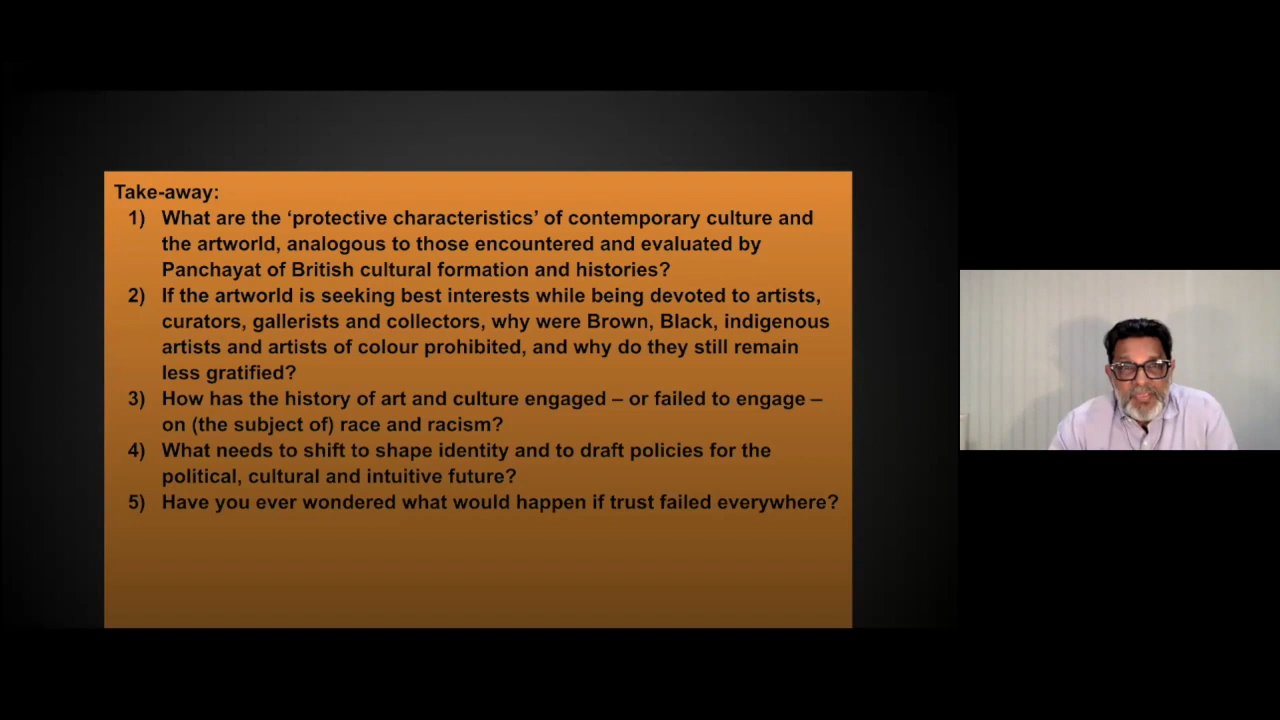 Take-away:
1) What are the ‘protective characteristics’ of contemporary culture and
the artworld, analogous to those encountered and evaluated by
Panchayat of British cultural formation and histories?
2) If the artworld is seeking best interests while being devoted to artists,
curators, gallerists and collectors, why were Brown, Black, indigenous
artists and artists of colour prohibited, and why do they still remain
less gratified?
3) How has the history of art and culture engaged – or failed to engage –
on (the subject of) race and racism?
4) What needs to shift to shape identity and to draft policies for the
political, cultural and intuitive future?
5) Have you ever wondered what would happen if trust failed everywhere?